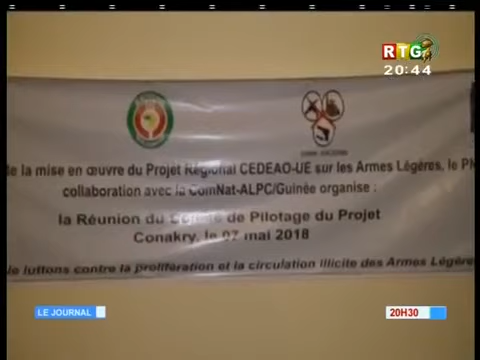 RTG
20:44
de la mise en œuvre du Projet Régional CEDEAO-UE sur les Armes Légères, le
collaboration avec la ComNat-ALPC/Guinée organise :
la Réunion du Comité de Pilotage du Projet
Conakry, le 07 mai 2018
luttons contre la prolifération et la circulation illicite des Armes Légère
LE JOURNAL
20H30